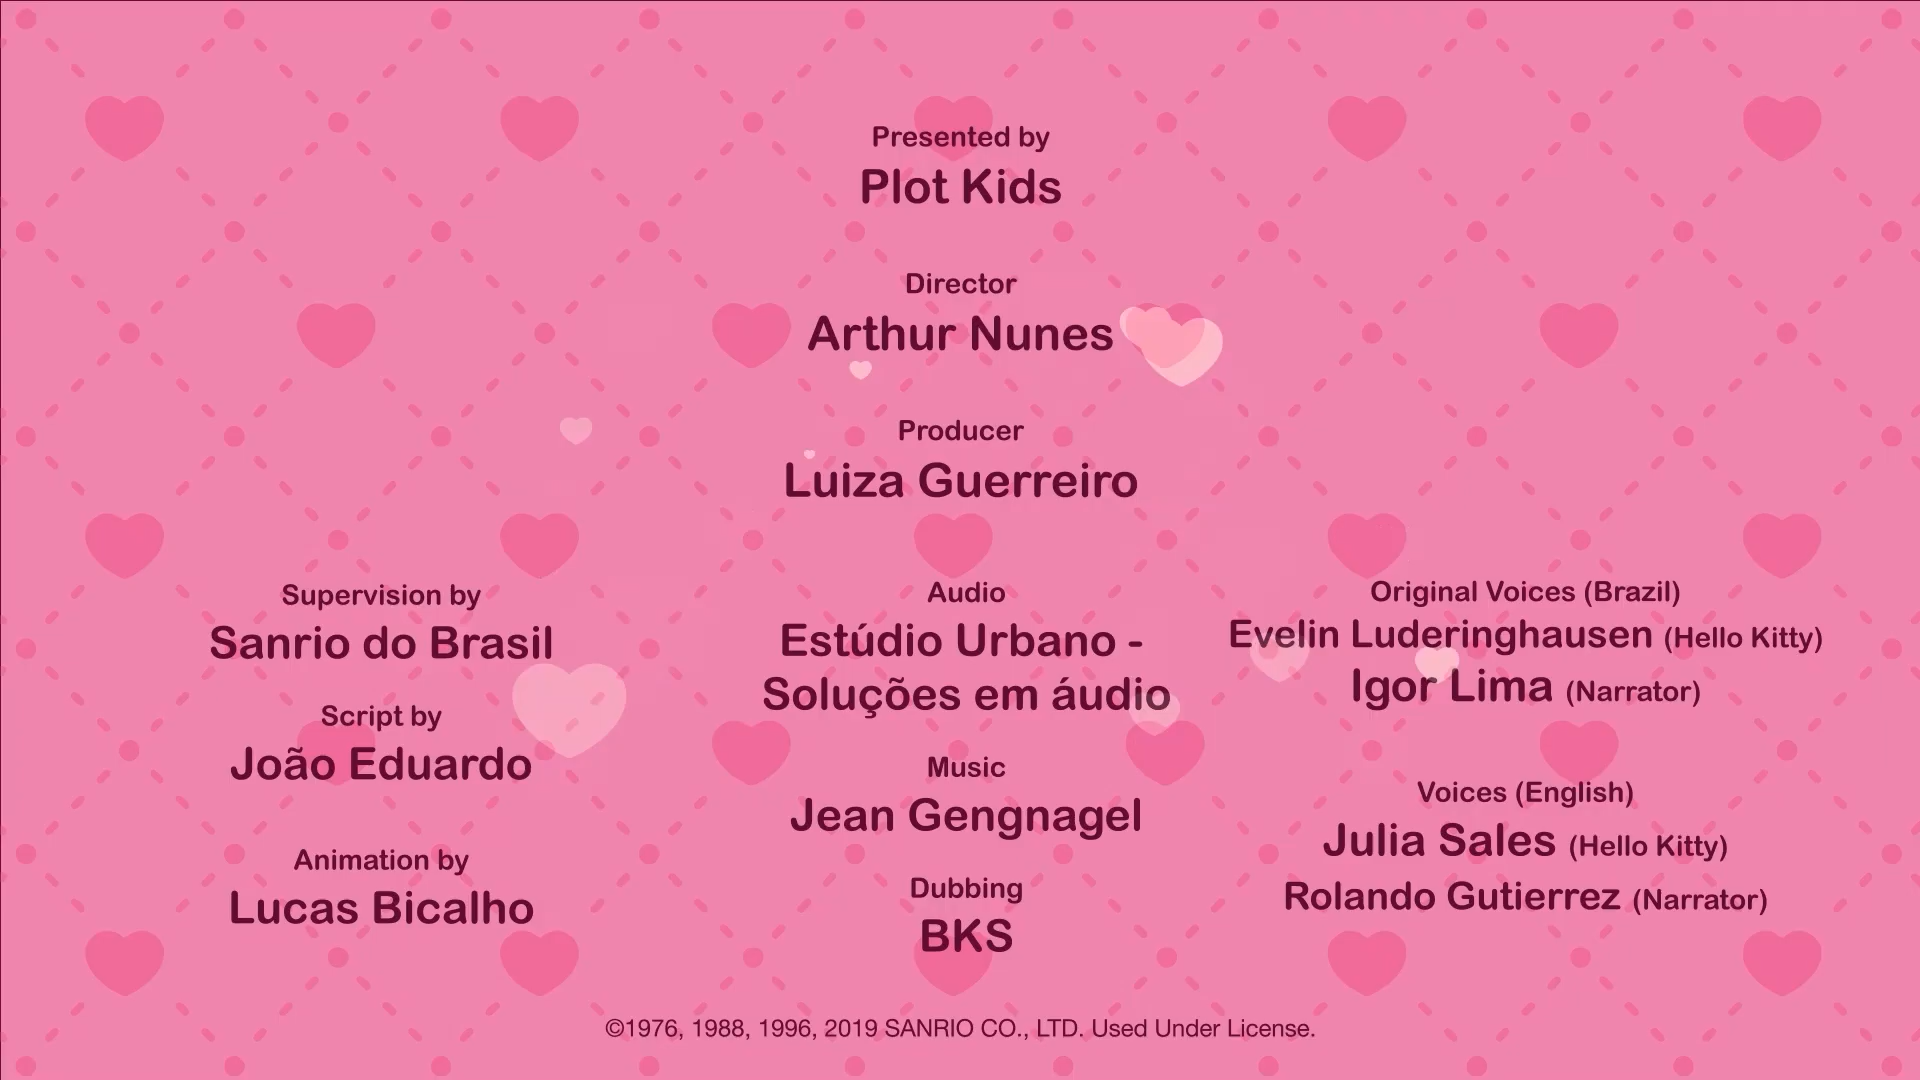 Presented by
Plot Kids
Director
Arthur Nunes
Producer
Luiza Guerreiro
Supervision by
Sanrio do Brasil
Script by
João Eduardo
Animation by
Lucas Bicalho
Audio
Estúdio Urbano -
Soluções em áudio
Music
Jean Gengnagel
Dubbing
BKS
Original Voices (Brazil)
Evelin Luderinghausen (Hello Kitty)
Igor Lima (Narrator)
Voices (English)
Julia Sales (Hello Kitty)
Rolando Gutierrez (Narrator)
©1976, 1988, 1996, 2019 SANRIO CO., LTD. Used Under License.